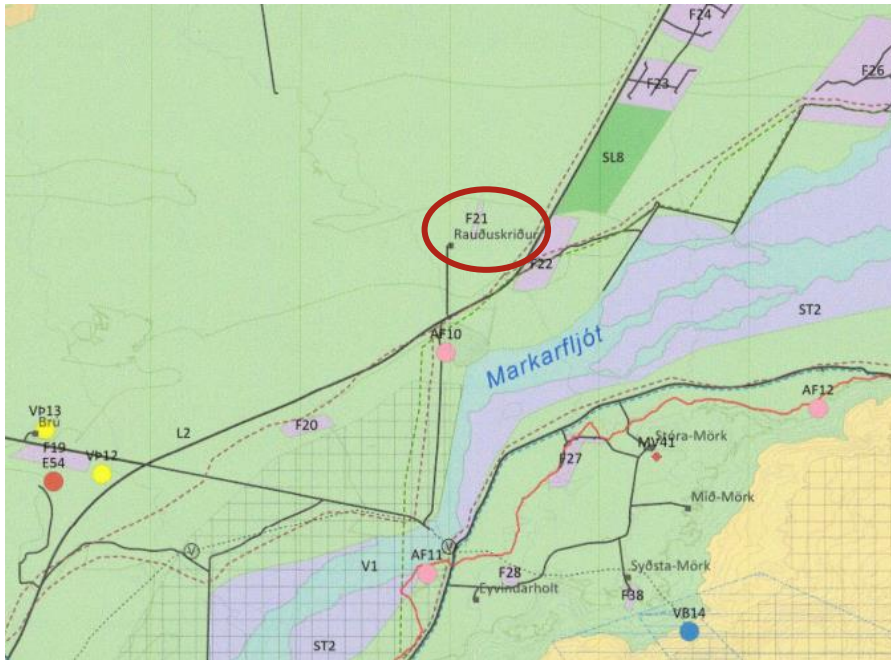 F24
F23
F26
SL8
F21
Rauðuskriður
F22
ST2
AF10
Markarfljót
AF12
VÞ13
Brú
L2
F20
F19
E54
VÞ12
MV41
Stóra-Mörk
F27
Mið-Mörk
V
V
AF11
V1
F28
Eyvindarholt
Syðsta-Mörk
F38
VB14
ST2